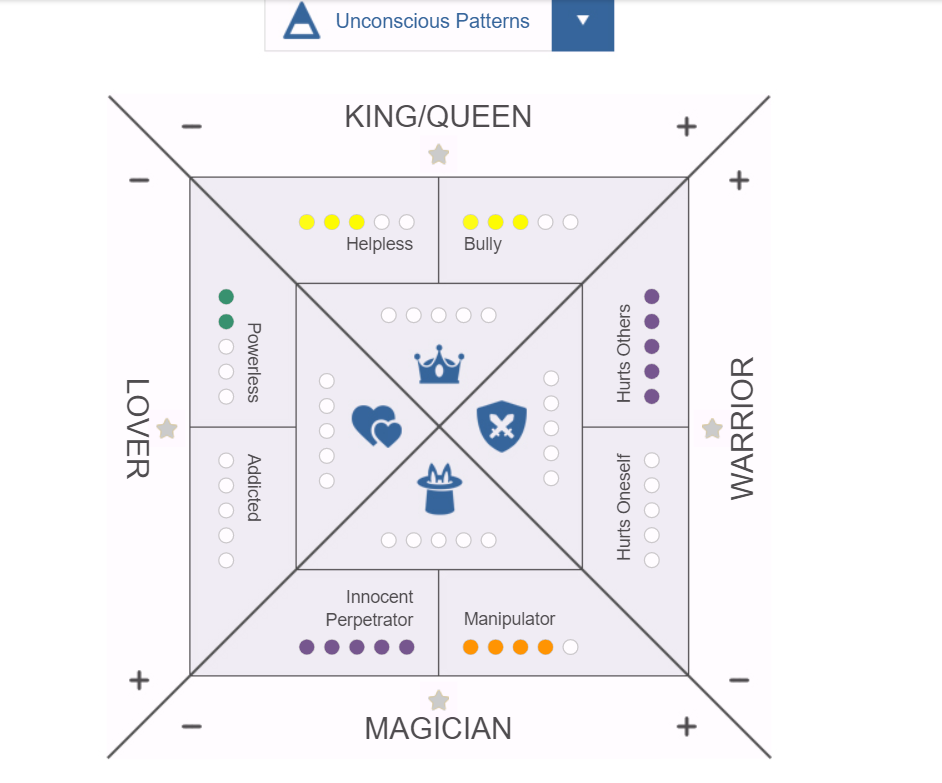 Unconscious Patterns
KING/QUEEN
− +
− +
Helpless
Bully
Powerless
Hurts Others
LOVER
WARRIOR
Addicted
Hurts Oneself
Innocent
Perpetrator
Manipulator
+ −
MAGICIAN
− +